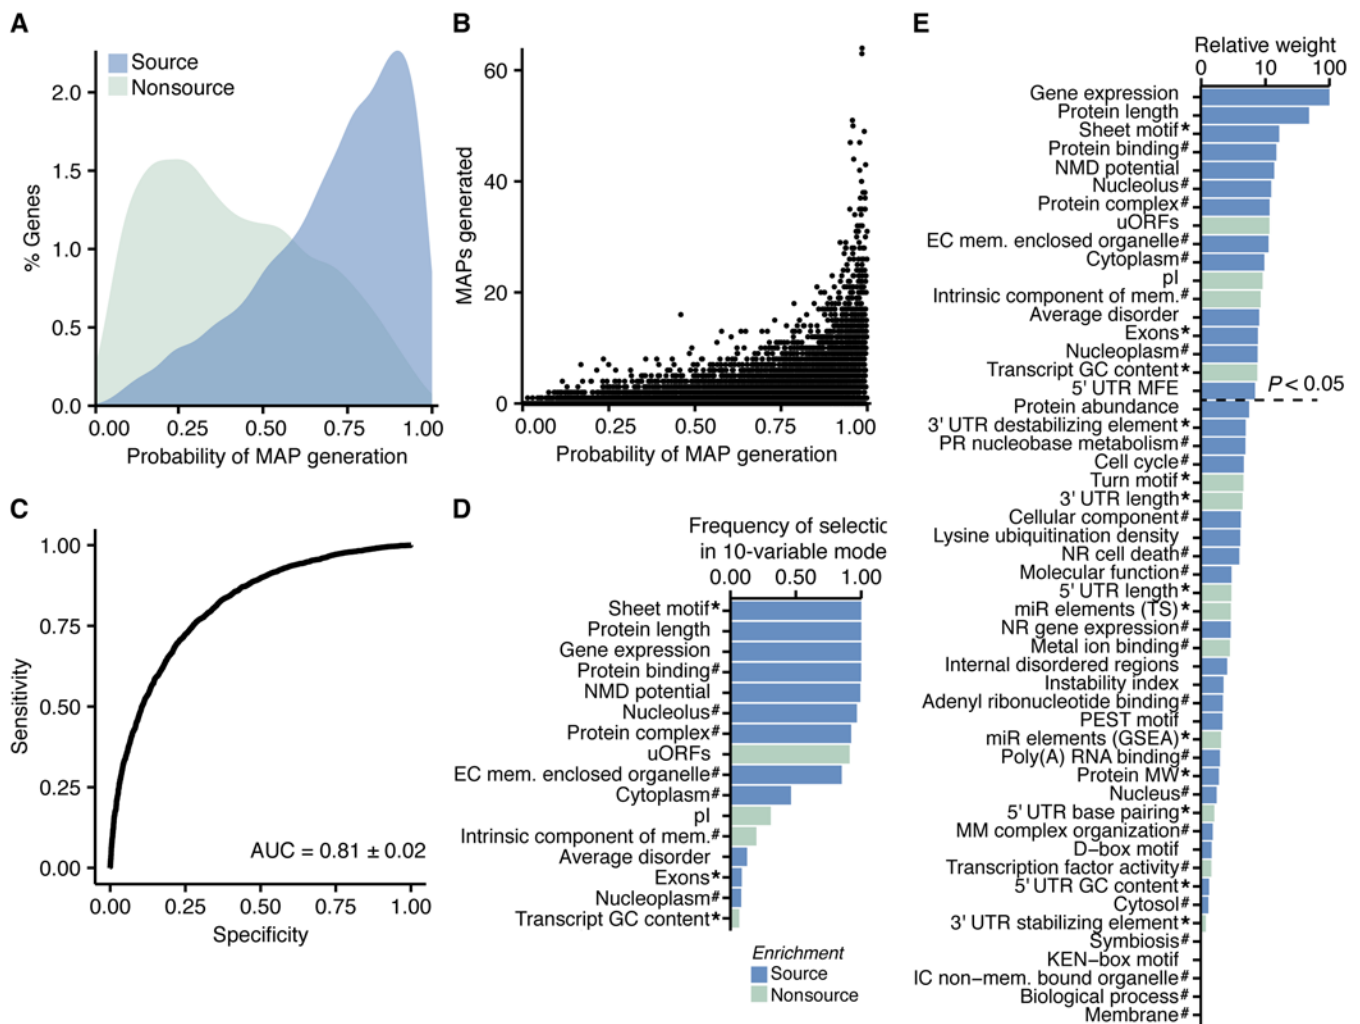 A
Source
Nonsource
% Genes
2.0
1.5
1.0
0.5
0.0
0.00 0.25 0.50 0.75 1.00
Probability of MAP generation
B
MAPs generated
60
40
20
0
0.00 0.25 0.50 0.75 1.00
Probability of MAP generation
C
Sensitivity
1.00
0.75
0.50
0.25
0.00
AUC = 0.81 ± 0.02
0.00 0.25 0.50 0.75 1.00
Specificity
D
Frequency of selectic
in 10-variable mode
0.00 0.50 1.00
Sheet motif*
Protein length
Gene expression
Protein binding#
NMD potential
Nucleolus#
Protein complex#
uORFs
EC mem. enclosed organelle#
Cytoplasm#
pI
Intrinsic component of mem.#
Average disorder
Exons*
Nucleoplasm#
Transcript GC content*
Enrichment
Source
Nonsource
E
Relative weight
0 10 100
Gene expression
Protein length
Sheet motif*
Protein binding#
NMD potential
Nucleolus#
Protein complex#
uORFs
EC mem. enclosed organelle#
Cytoplasm#
pI
Intrinsic component of mem.#
Average disorder
Exons*
Nucleoplasm#
Transcript GC content*
5' UTR MFE
P < 0.05
Protein abundance
3' UTR destabilizing element*
PR nucleobase metabolism#
Cell cycle#
Turn motif*
3' UTR length*
Cellular component#
Lysine ubiquitination density
NR cell death#
Molecular function#
5' UTR length*
miR elements (TS)*
NR gene expression#
Metal ion binding#
Internal disordered regions
Instability index
Adenyl ribonucleotide binding#
PEST motif
miR elements (GSEA)*
Poly(A) RNA binding#
Protein MW*
Nucleus#
5' UTR base pairing*
MM complex organization#
D−box motif
Transcription factor activity#
5' UTR GC content*
Cytosol#
3' UTR stabilizing element*
Symbiosis#
KEN−box motif
IC non−mem. bound organelle#
Biological process#
Membrane#